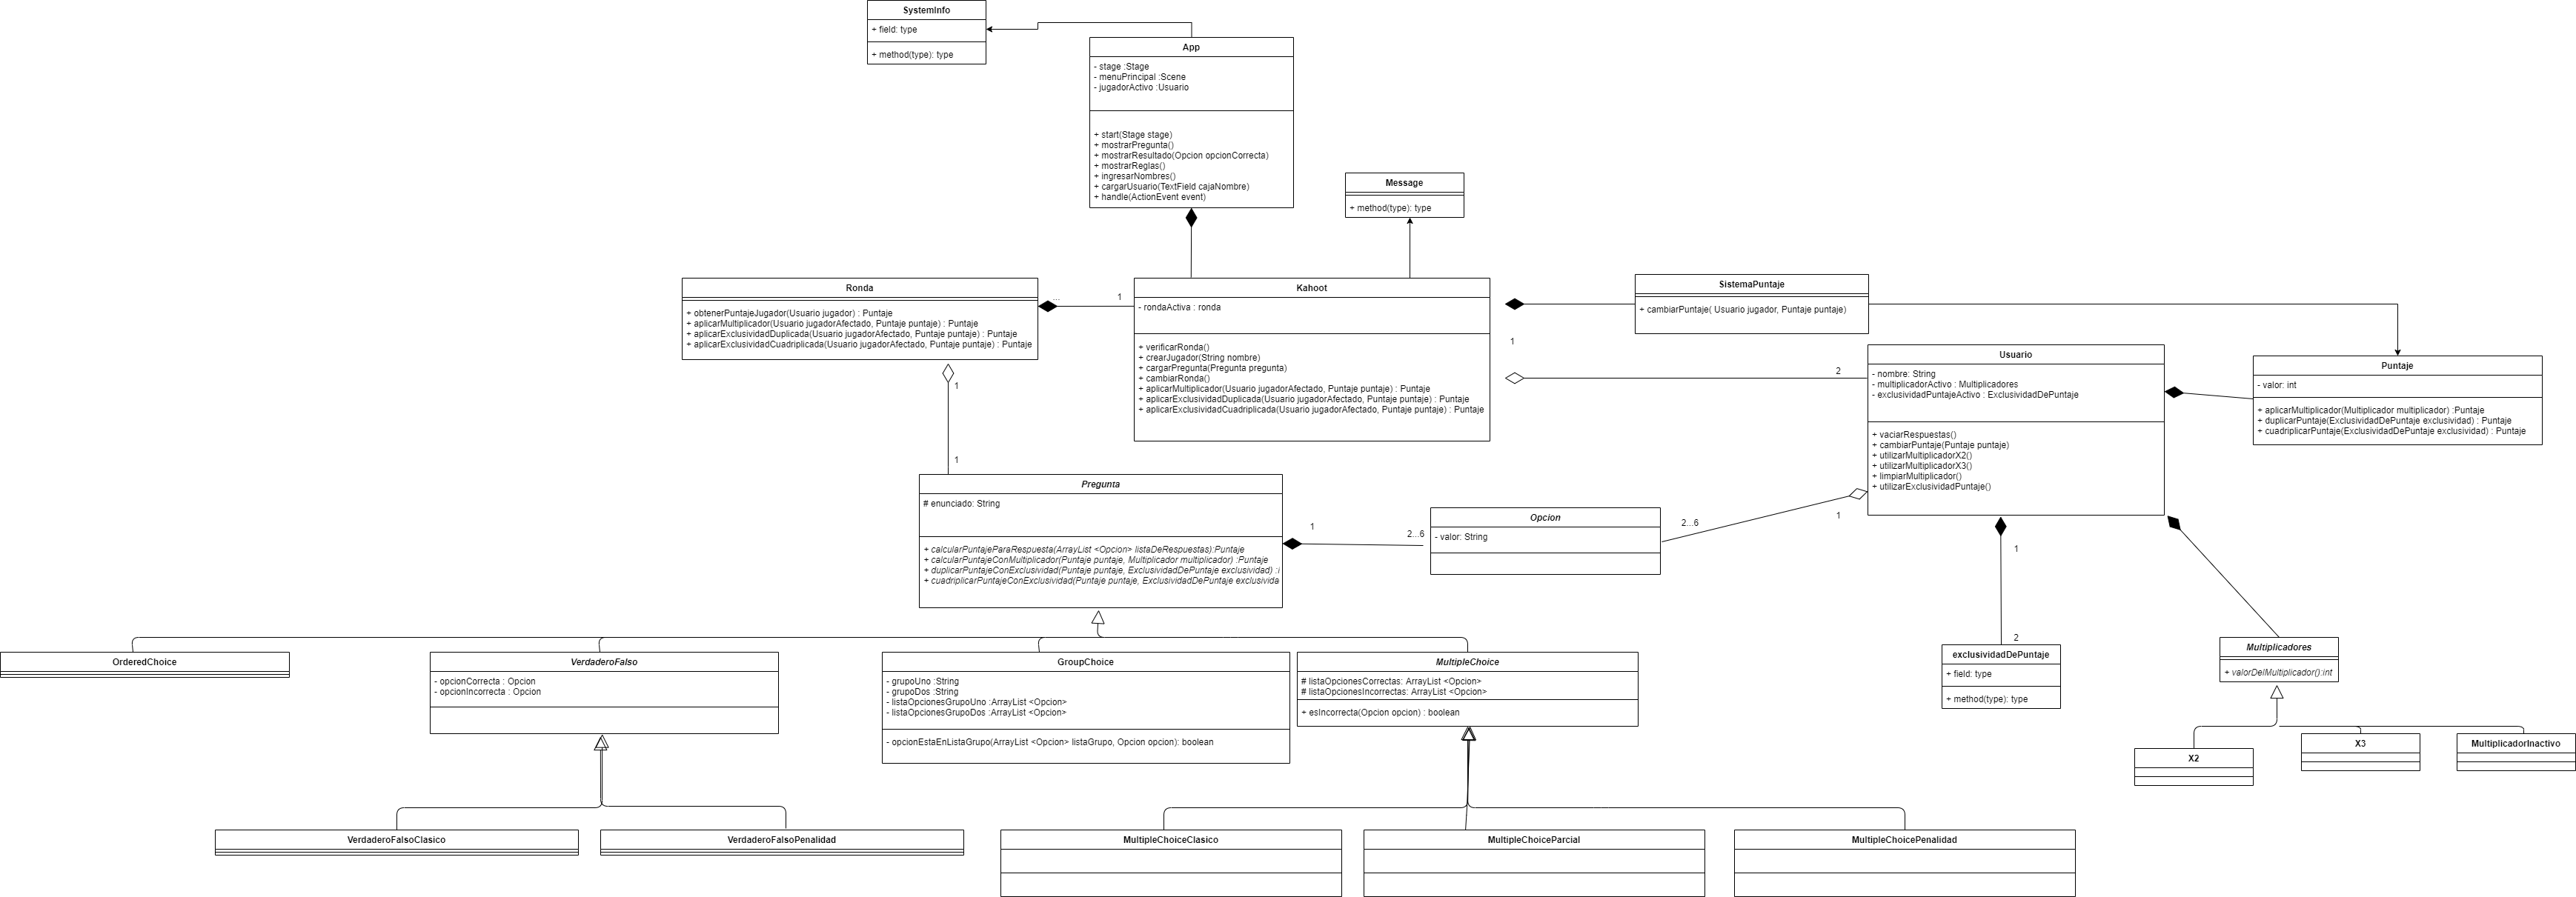 SystemInfo
+ field: type
+ method(type): type
App
- stage :Stage
- menuPrincipal :Scene
- jugadorActivo :Usuario
+ start(Stage stage)
+ mostrarPregunta()
+ mostrarResultado(Opcion opcionCorrecta)
+ mostrarReglas()
+ ingresarNombres()
+ cargarUsuario(TextField cajaNombre)
+ handle(ActionEvent event)
Message
+ method(type): type
Ronda
+ obtenerPuntajeJugador(Usuario jugador) : Puntaje
+ aplicarMultiplicador(Usuario jugadorAfectado, Puntaje puntaje) : Puntaje
+ aplicarExclusividadDuplicada(Usuario jugadorAfectado, Puntaje puntaje) : Puntaje
+ aplicarExclusividadCuadriplicada(Usuario jugadorAfectado, Puntaje puntaje) : Puntaje
...
1
Kahoot
- rondaActiva : ronda
+ verificarRonda()
+ crearJugador(String nombre)
+ cargarPregunta(Pregunta pregunta)
+ cambiarRonda()
+ aplicarMultiplicador(Usuario jugadorAfectado, Puntaje puntaje) : Puntaje
+ aplicarExclusividadDuplicada(Usuario jugadorAfectado, Puntaje puntaje) : Puntaje
+ aplicarExclusividadCuadriplicada(Usuario jugadorAfectado, Puntaje puntaje) : Puntaje
SistemaPuntaje
+ cambiarPuntaje( Usuario jugador, Puntaje puntaje)
1
2
Usuario
- nombre: String
- multiplicadorActivo : Multiplicadores
- exclusividadPuntajeActivo : ExclusividadDePuntaje
+ vaciarRespuestas()
+ cambiarPuntaje(Puntaje puntaje)
+ utilizarMultiplicadorX2()
+ utilizarMultiplicadorX3()
+ limpiarMultiplicador()
+ utilizarExclusividadPuntaje()
Puntaje
- valor: int
+ aplicarMultiplicador(Multiplicador multiplicador) :Puntaje
+ duplicarPuntaje(ExclusividadDePuntaje exclusividad) : Puntaje
+ cuadriplicarPuntaje(ExclusividadDePuntaje exclusividad) : Puntaje
1
1
Pregunta
# enunciado: String
+ calcularPuntajeParaRespuesta(ArrayList <Opcion> listaDeRespuestas):Puntaje
+ calcularPuntajeConMultiplicador(Puntaje puntaje, Multiplicador multiplicador) :Puntaje
+ duplicarPuntajeConExclusividad(Puntaje puntaje, ExclusividadDePuntaje exclusividad) :
+ cuadriplicarPuntajeConExclusividad(Puntaje puntaje, ExclusividadDePuntaje exclusivida
1
2...6
Opcion
- valor: String
2...6
1
1
2
exclusividadDePuntaje
+ field: type
+ method(type): type
Multiplicadores
+ valorDelMultiplicador():int
OrderedChoice
VerdaderoFalso
- opcionCorrecta : Opcion
- opcionIncorrecta : Opcion
GroupChoice
- grupoUno :String
- grupoDos :String
- listaOpcionesGrupoUno :ArrayList <Opcion>
- listaOpcionesGrupoDos :ArrayList <Opcion>
- opcionEstaEnListaGrupo(ArrayList <Opcion> listaGrupo, Opcion opcion): boolean
MultipleChoice
# listaOpcionesCorrectas: ArrayList <Opcion>
# listaOpcionesIncorrectas: ArrayList <Opcion>
+ esIncorrecta(Opcion opcion) : boolean
X2
X3
MultiplicadorInactivo
VerdaderoFalsoClasico
VerdaderoFalsoPenalidad
MultipleChoiceClasico
MultipleChoiceParcial
MultipleChoicePenalidad